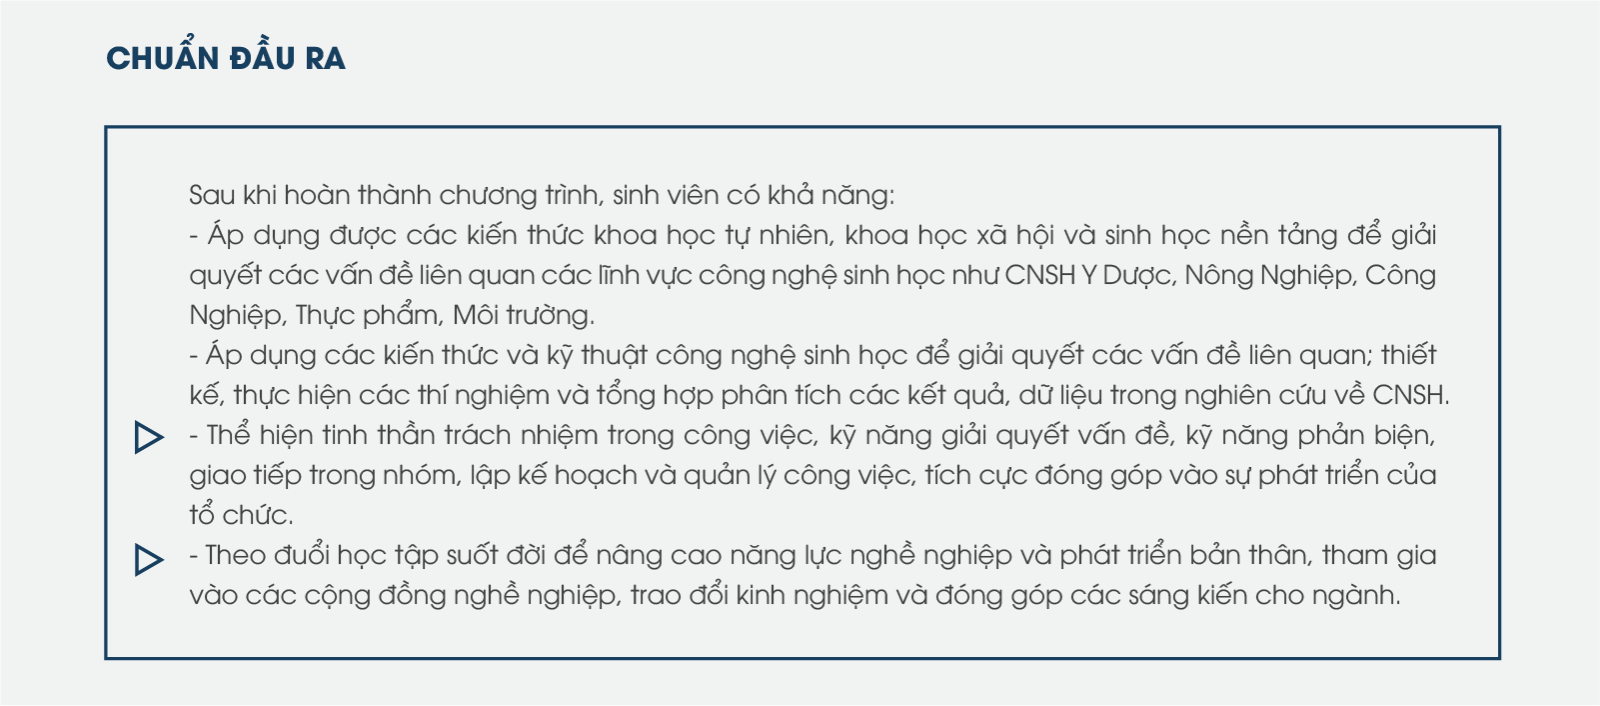 CHUẨN ĐẦU RA
Sau khi hoàn thành chương trình, sinh viên có khả năng:
- Áp dụng được các kiến thức khoa học tự nhiên, khoa học xã hội và sinh học nền tảng để giải
quyết các vấn đề liên quan các lĩnh vực công nghệ sinh học như CNSH Y Dược, Nông Nghiệp, Công
Nghiệp, Thực phẩm, Môi trường.
- Áp dụng các kiến thức và kỹ thuật công nghệ sinh học để giải quyết các vấn đề liên quan; thiết
kế, thực hiện các thí nghiệm và tổng hợp phân tích các kết quả, dữ liệu trong nghiên cứu về CNSH.
- Thể hiện tinh thần trách nhiệm trong công việc, kỹ năng giải quyết vấn đề, kỹ năng phản biện,
giao tiếp trong nhóm, lập kế hoạch và quản lý công việc, tích cực đóng góp vào sự phát triển của
tổ chức.
- Theo đuổi học tập suốt đời để nâng cao năng lực nghề nghiệp và phát triển bản thân, tham gia
vào các cộng đồng nghề nghiệp, trao đổi kinh nghiệm và đóng góp các sáng kiến cho ngành.